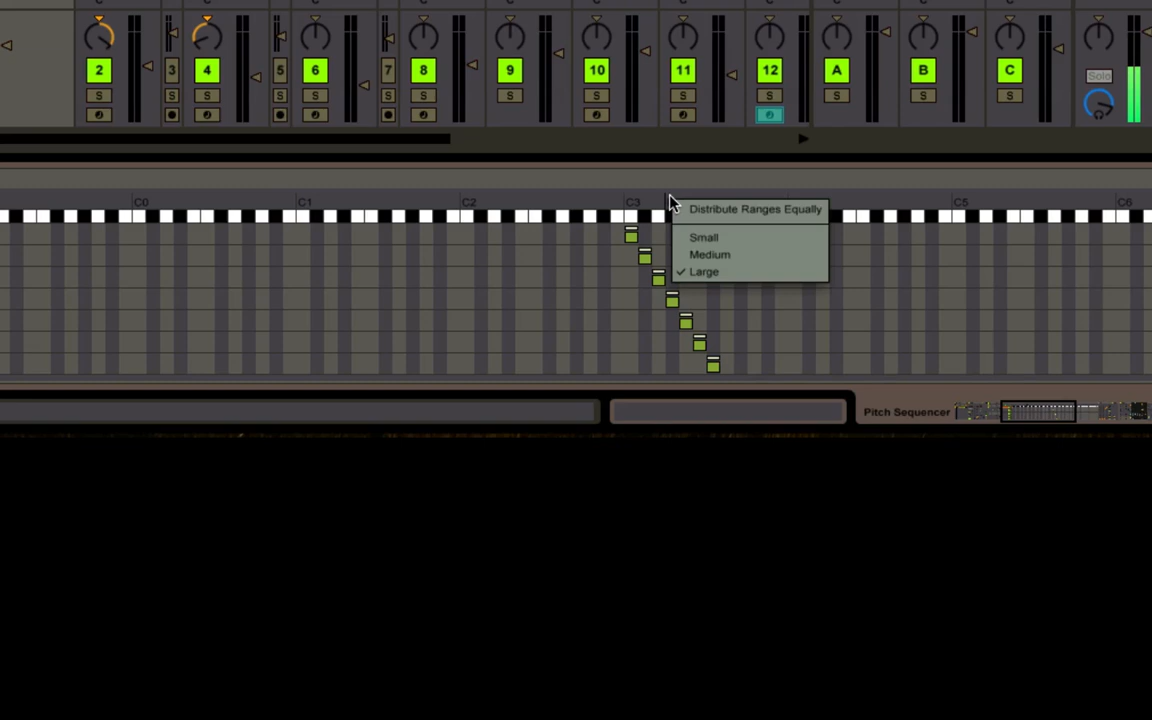 C C C C C C C C C
2 3 4 5 6 7 8 9 10 11 12 A B C Solo
S S S S S S S S S S S S S S
C0 C1 C2 C3 C5 C6
Distribute Ranges Equally
Small
Medium
Large
Pitch Sequencer